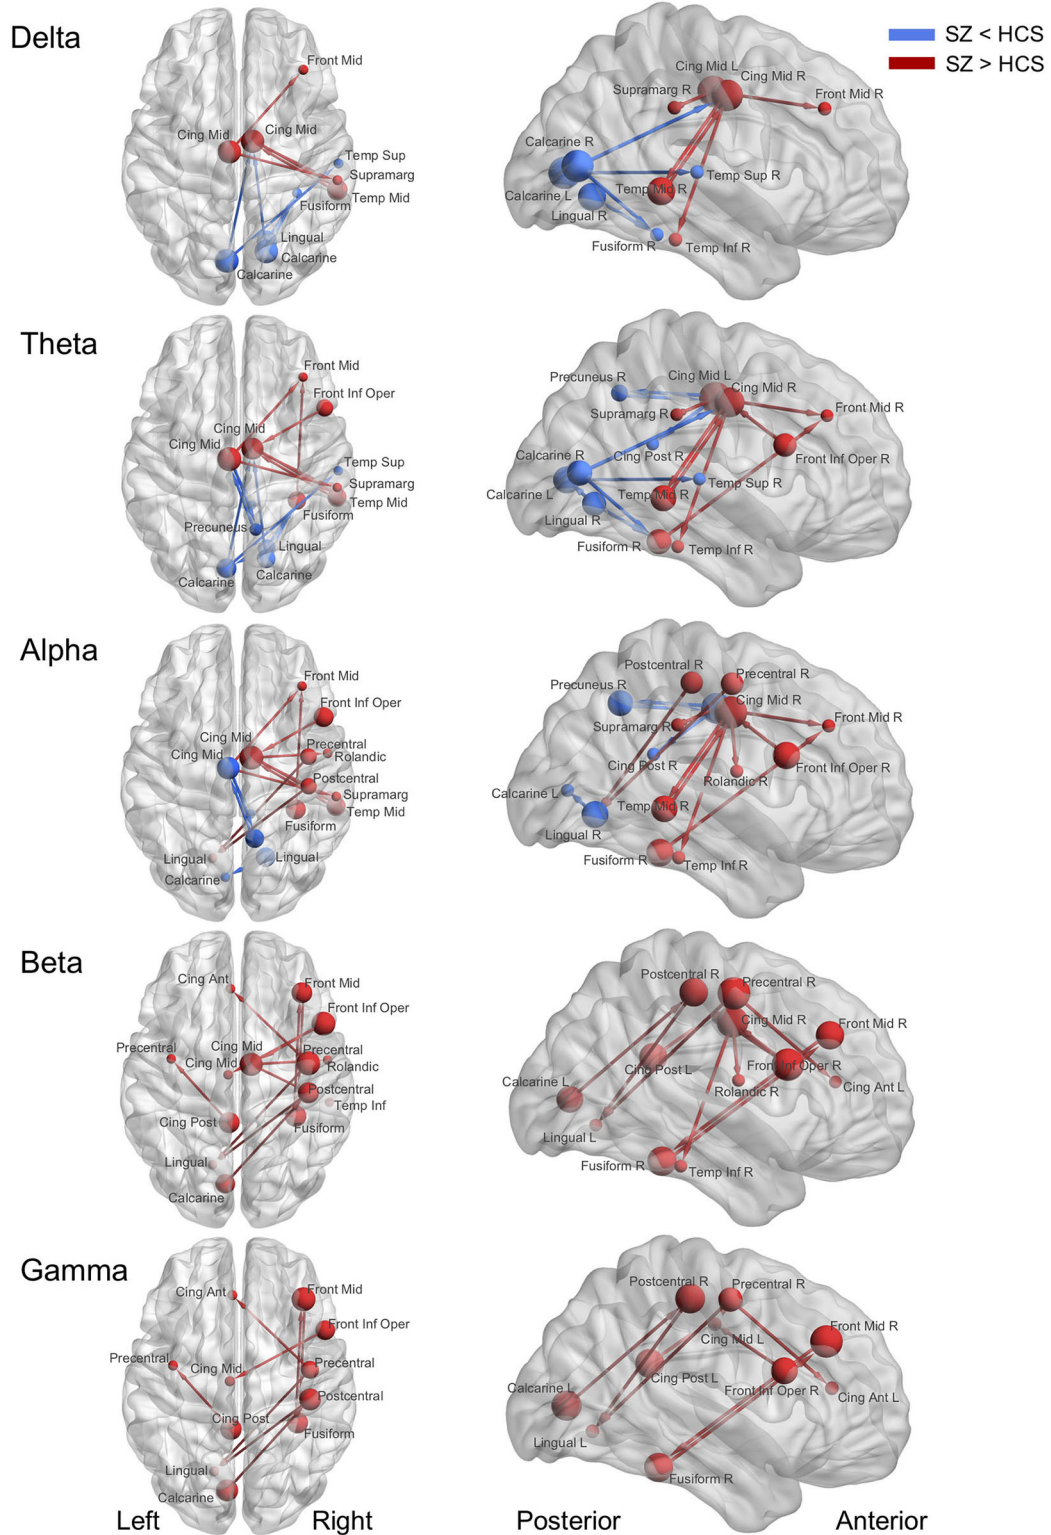 Delta
SZ < HCS
SZ > HCS
Front Mid
Cing Mid
Cing Mid
Temp Sup
Supramarg
Temp Mid
Fusiform
Lingual
Calcarine
Calcarine
Cing Mid L
Cing Mid R
Supramarg R
Front Mid R
Calcarine R
Temp Sup R
Temp Mid R
Calcarine L
Lingual R
Fusiform R
Temp Inf R
Theta
Front Mid
Front Inf Oper
Cing Mid
Cing Mid
Temp Sup
Supramarg
Temp Mid
Fusiform
Precuneus
Lingual
Calcarine
Calcarine
Precuneus R
Cing Mid L
Cing Mid R
Supramarg R
Front Mid R
Calcarine R
Cing Post R
Front Inf Oper R
Temp Sup R
Calcarine L
Temp Mid R
Lingual R
Fusiform R
Temp Inf R
Alpha
Front Mid
Front Inf Oper
Cing Mid
Cing Mid
Precentral
Rolandic
Postcentral
Supramarg
Temp Mid
Fusiform
Lingual
Lingual
Calcarine
Postcentral R
Precentral R
Precuneus R
Cing Mid R
Supramarg R
Front Mid R
Cing Post R
Front Inf Oper R
Rolandic R
Calcarine L
Temp Mid R
Lingual R
Fusiform R
Temp Inf R
Beta
Cing Ant
Front Mid
Front Inf Oper
Precentral
Cing Mid
Cing Mid
Precentral
Rolandic
Postcentral
Temp Inf
Cing Post
Fusiform
Lingual
Calcarine
Postcentral R
Precentral R
Cing Mid R
Front Mid R
Cing Post L
Front Inf Oper R
Calcarine L
Rolandic R
Cing Ant L
Lingual L
Fusiform R
Temp Inf R
Gamma
Cing Ant
Front Mid
Front Inf Oper
Precentral
Cing Mid
Precentral
Postcentral
Cing Post
Fusiform
Lingual
Calcarine
Postcentral R
Precentral R
Cing Mid L
Front Mid R
Cing Post L
Front Inf Oper R
Calcarine L
Cing Ant L
Lingual L
Fusiform R
Left
Right
Posterior
Anterior